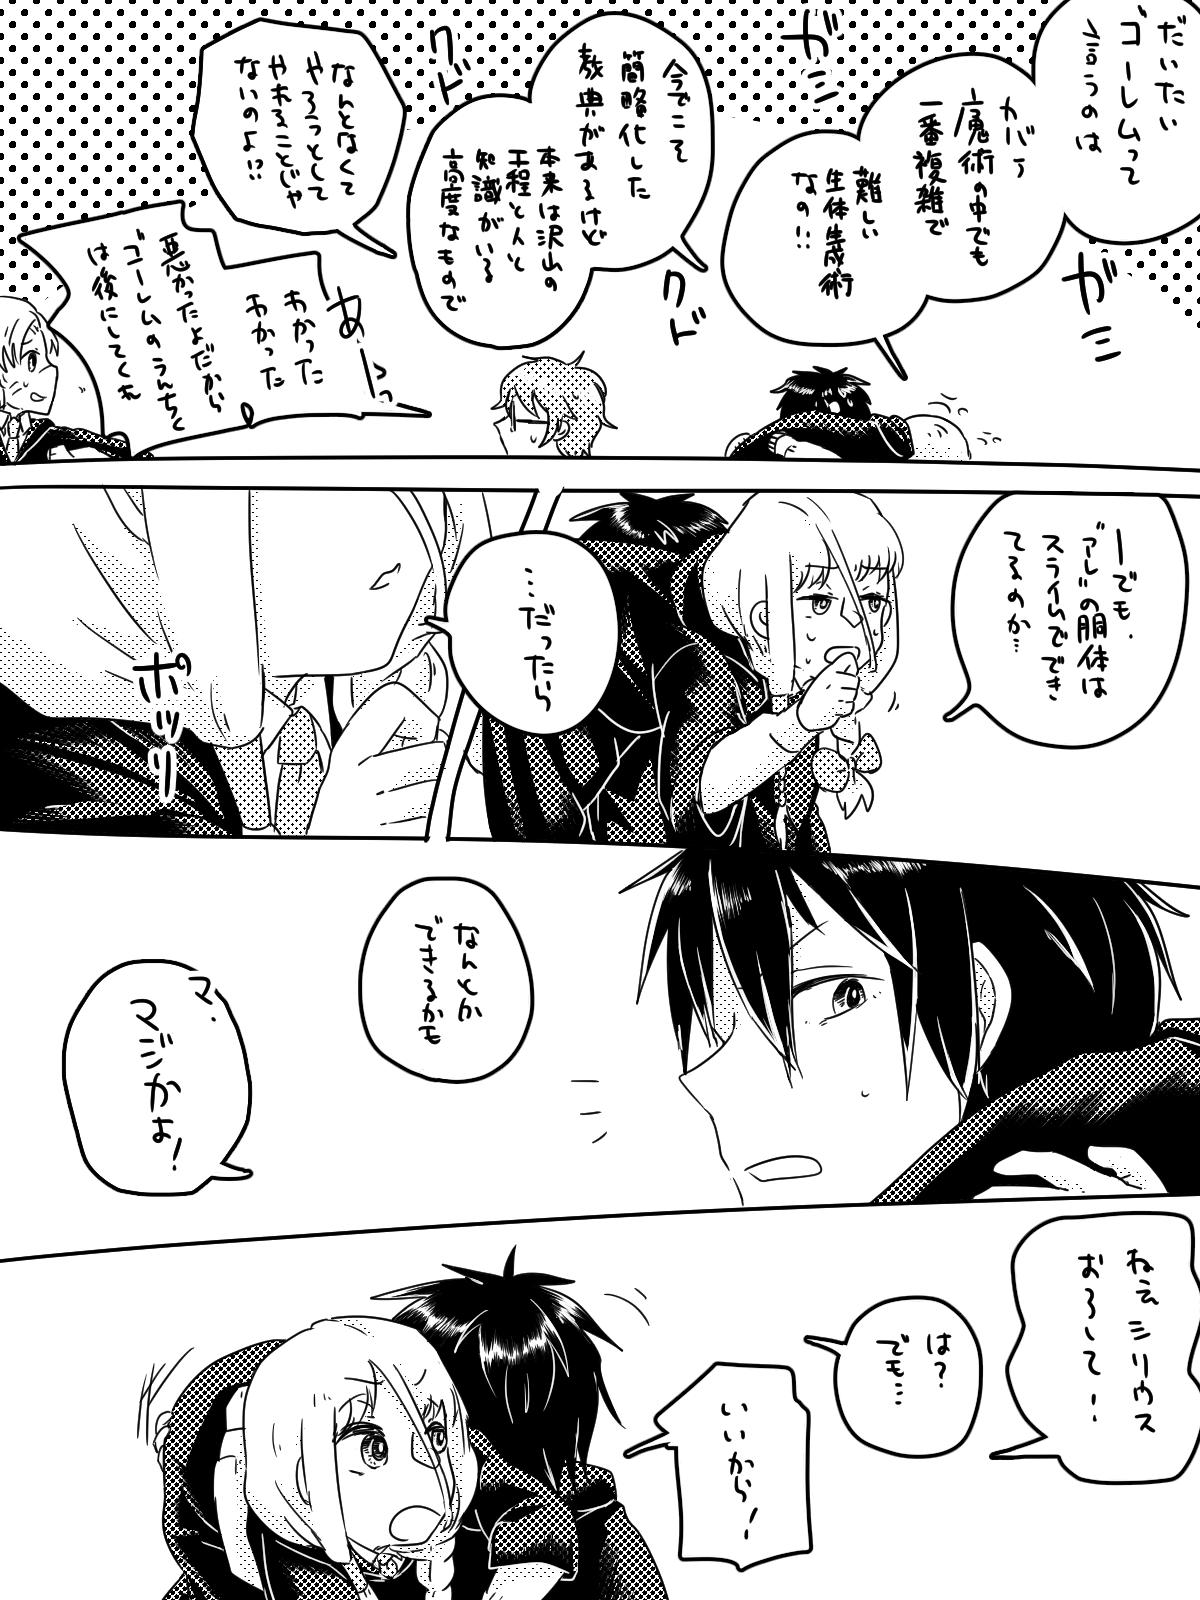 だいたい
ゴーレムって
言うのは
カバラ
魔術の中でも
一番複雑で
難しい
生体生成術
なの!!
ガミ
ガミ
今でこそ
簡略化した
教典があるけど
本来は沢山の
工程と人と
知識がいる
高度なもので
クド
クド
なんとなくて
やろうとして
やれることじゃ
ないのよ!?
あーもうっ
わかった
わかった
悪かったよだから
ゴーレムのうんちく
は後にしてくれ
ーでも.
"アレ"の胴体は
スライムででき
てるのか…
…だったら
ポツリ
なんとか
できるかも
マ.
マジかよ!
ねえシリウス
おろして!
は?
でも…
いいから!